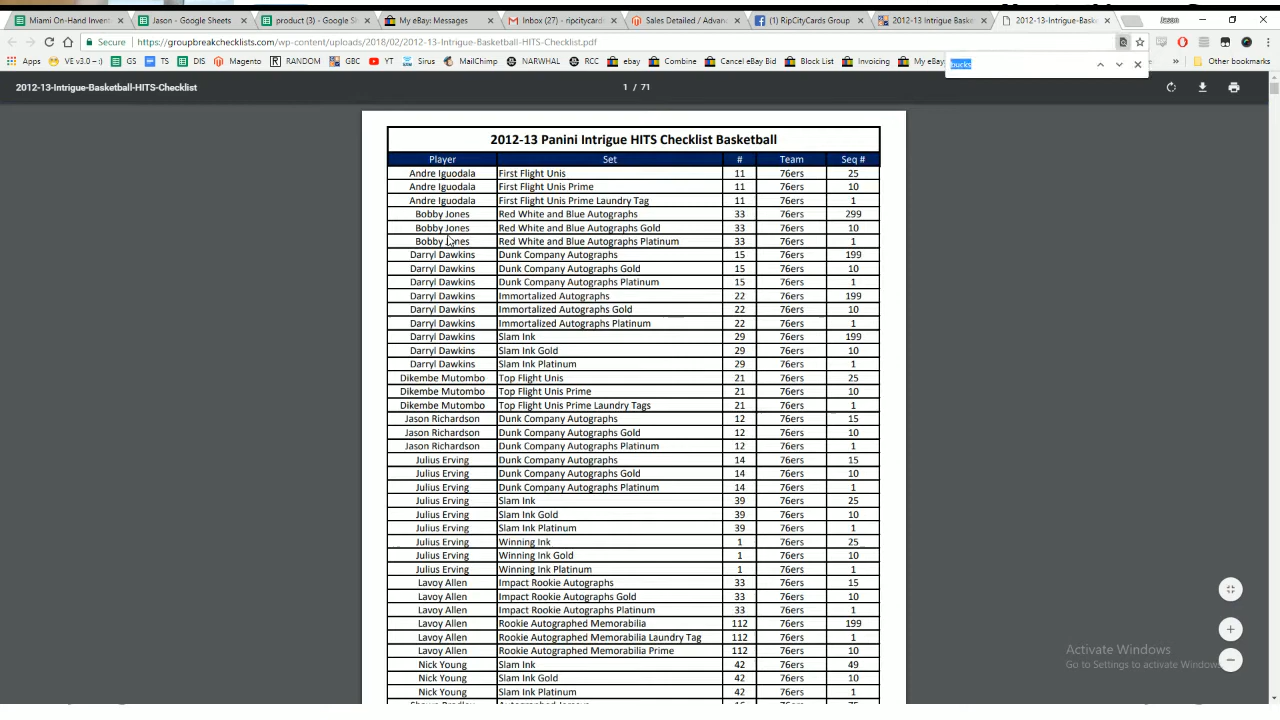 Miami On-Hand Invent
Jason - Google Sheets
product (3) - Google Sh
My eBay: Messages
Inbox (27) - ripcitycards
Sales Detailed / Advan
(1) RipCityCards Group
2012-13 Intrigue Basket
2012-13-Intrigue-Baske
Jason
Secure
https://groupbreakchecklists.com/wp-content/uploads/2018/02/2012-13-Intrigue-Basketball-HITS-Checklist.pdf
Apps VE v3.0 :) GS TS DIS Magento RANDOM GBC YT Sirus MailChimp NARWHAL RCC ebay Combine Cancel eBay Bid Block List Invoicing My eBay » Other bookmarks
bucks
2012-13-Intrigue-Basketball-HITS-Checklist
1 / 71
2012-13 Panini Intrigue HITS Checklist Basketball
Player Set # Team Seq #
Andre Iguodala First Flight Unis 11 76ers 25
Andre Iguodala First Flight Unis Prime 11 76ers 10
Andre Iguodala First Flight Unis Prime Laundry Tag 11 76ers 1
Bobby Jones Red White and Blue Autographs 33 76ers 299
Bobby Jones Red White and Blue Autographs Gold 33 76ers 10
Bobby Jones Red White and Blue Autographs Platinum 33 76ers 1
Darryl Dawkins Dunk Company Autographs 15 76ers 199
Darryl Dawkins Dunk Company Autographs Gold 15 76ers 10
Darryl Dawkins Dunk Company Autographs Platinum 15 76ers 1
Darryl Dawkins Immortalized Autographs 22 76ers 199
Darryl Dawkins Immortalized Autographs Gold 22 76ers 10
Darryl Dawkins Immortalized Autographs Platinum 22 76ers 1
Darryl Dawkins Slam Ink 29 76ers 199
Darryl Dawkins Slam Ink Gold 29 76ers 10
Darryl Dawkins Slam Ink Platinum 29 76ers 1
Dikembe Mutombo Top Flight Unis 21 76ers 25
Dikembe Mutombo Top Flight Unis Prime 21 76ers 10
Dikembe Mutombo Top Flight Unis Prime Laundry Tags 21 76ers 1
Jason Richardson Dunk Company Autographs 12 76ers 15
Jason Richardson Dunk Company Autographs Gold 12 76ers 10
Jason Richardson Dunk Company Autographs Platinum 12 76ers 1
Julius Erving Dunk Company Autographs 14 76ers 15
Julius Erving Dunk Company Autographs Gold 14 76ers 10
Julius Erving Dunk Company Autographs Platinum 14 76ers 1
Julius Erving Slam Ink 39 76ers 25
Julius Erving Slam Ink Gold 39 76ers 10
Julius Erving Slam Ink Platinum 39 76ers 1
Julius Erving Winning Ink 1 76ers 25
Julius Erving Winning Ink Gold 1 76ers 10
Julius Erving Winning Ink Platinum 1 76ers 1
Lavoy Allen Impact Rookie Autographs 33 76ers 15
Lavoy Allen Impact Rookie Autographs Gold 33 76ers 10
Lavoy Allen Impact Rookie Autographs Platinum 33 76ers 1
Lavoy Allen Rookie Autographed Memorabilia 112 76ers 199
Lavoy Allen Rookie Autographed Memorabilia Laundry Tag 112 76ers 1
Lavoy Allen Rookie Autographed Memorabilia Prime 112 76ers 10
Nick Young Slam Ink 42 76ers 49
Nick Young Slam Ink Gold 42 76ers 10
Nick Young Slam Ink Platinum 42 76ers 1
Activate Windows
Go to Settings to activate Windows